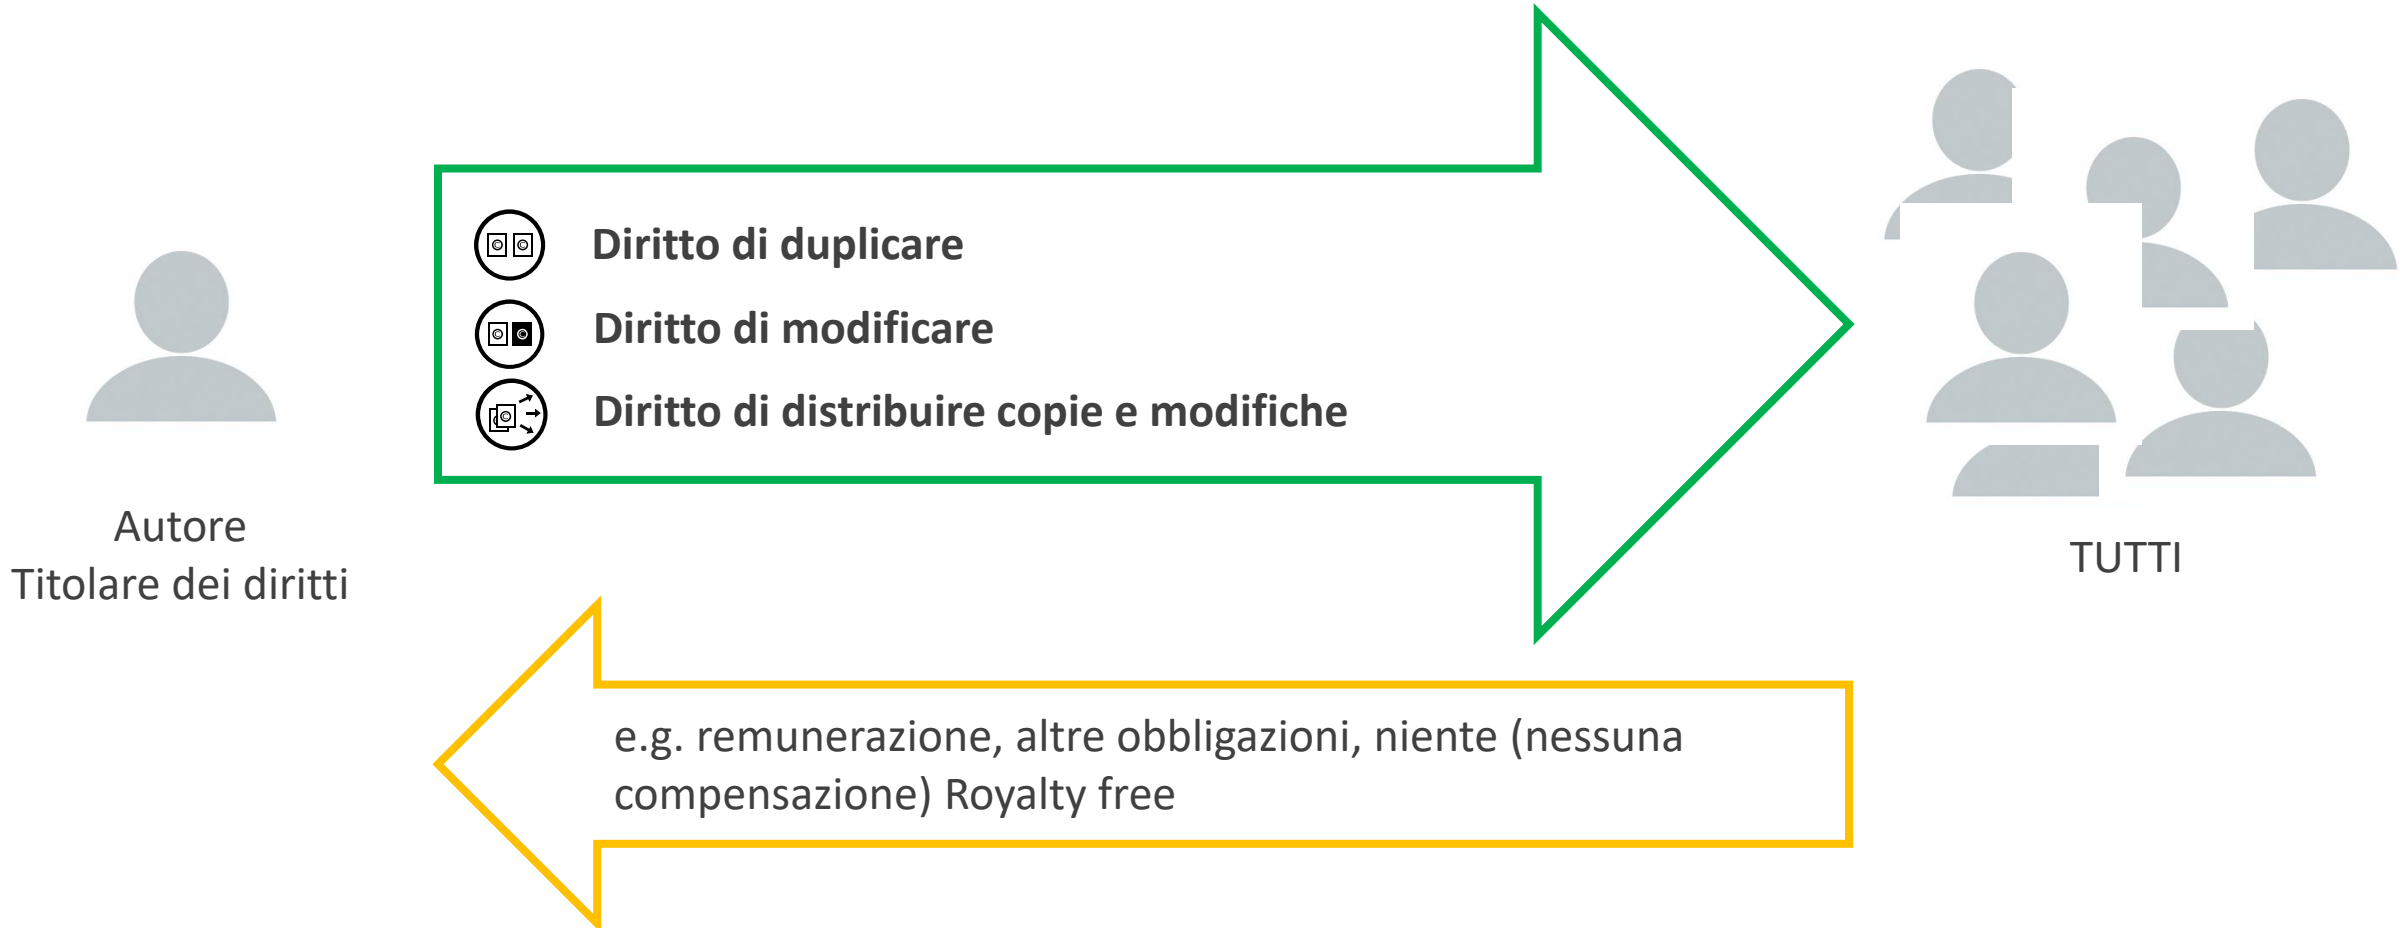 Diritto di duplicare
Diritto di modificare
Diritto di distribuire copie e modifiche
Autore
Titolare dei diritti
TUTTI
e.g. remunerazione, altre obbligazioni, niente (nessuna
compensazione) Royalty free